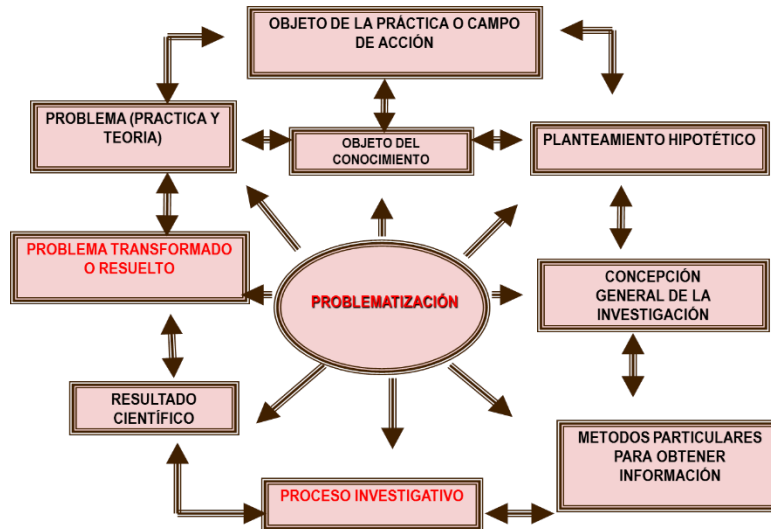 OBJETO DE LA PRÁCTICA O CAMPO
DE ACCIÓN
PROBLEMA (PRACTICA Y
TEORIA)
OBJETO DEL
CONOCIMIENTO
PLANTEAMIENTO HIPOTÉTICO
PROBLEMA TRANSFORMADO
O RESUELTO
PROBLEMATIZACIÓN
CONCEPCIÓN
GENERAL DE LA
INVESTIGACIÓN
RESULTADO
CIENTÍFICO
METODOS PARTICULARES
PARA OBTENER
INFORMACIÓN
PROCESO INVESTIGATIVO